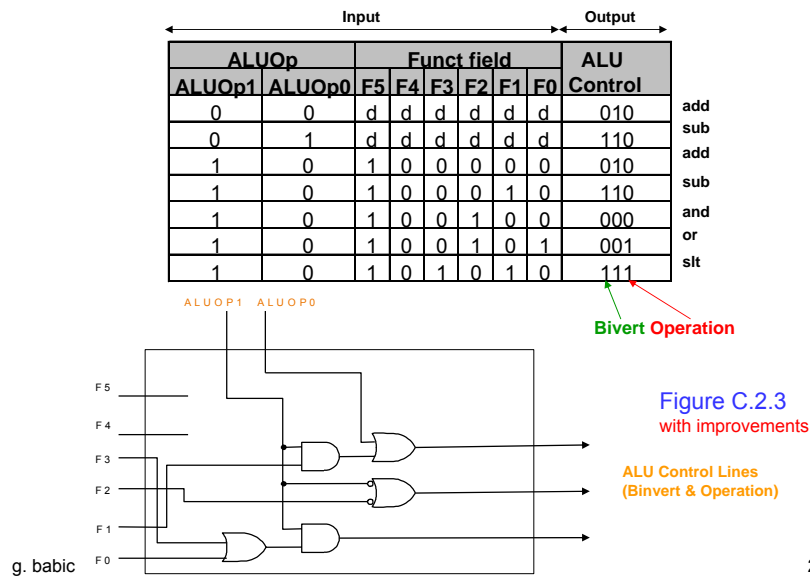 Input Output
ALUOp Funct field ALU Control
ALUOp1 ALUOp0 F5 F4 F3 F2 F1 F0
0 0 d d d d d d 010 add
0 1 d d d d d d 110 sub
1 0 1 0 0 0 0 0 010 add
1 0 1 0 0 0 1 0 110 sub
1 0 1 0 0 1 0 0 000 and
1 0 1 0 0 1 0 1 001 or
1 0 1 0 1 0 1 0 111 slt
ALUOP1 ALUOP0
Bivert Operation
F5
F4
F3
F2
F1
F0
Figure C.2.3
with improvements
ALU Control Lines
(Binvert & Operation)
g. babic